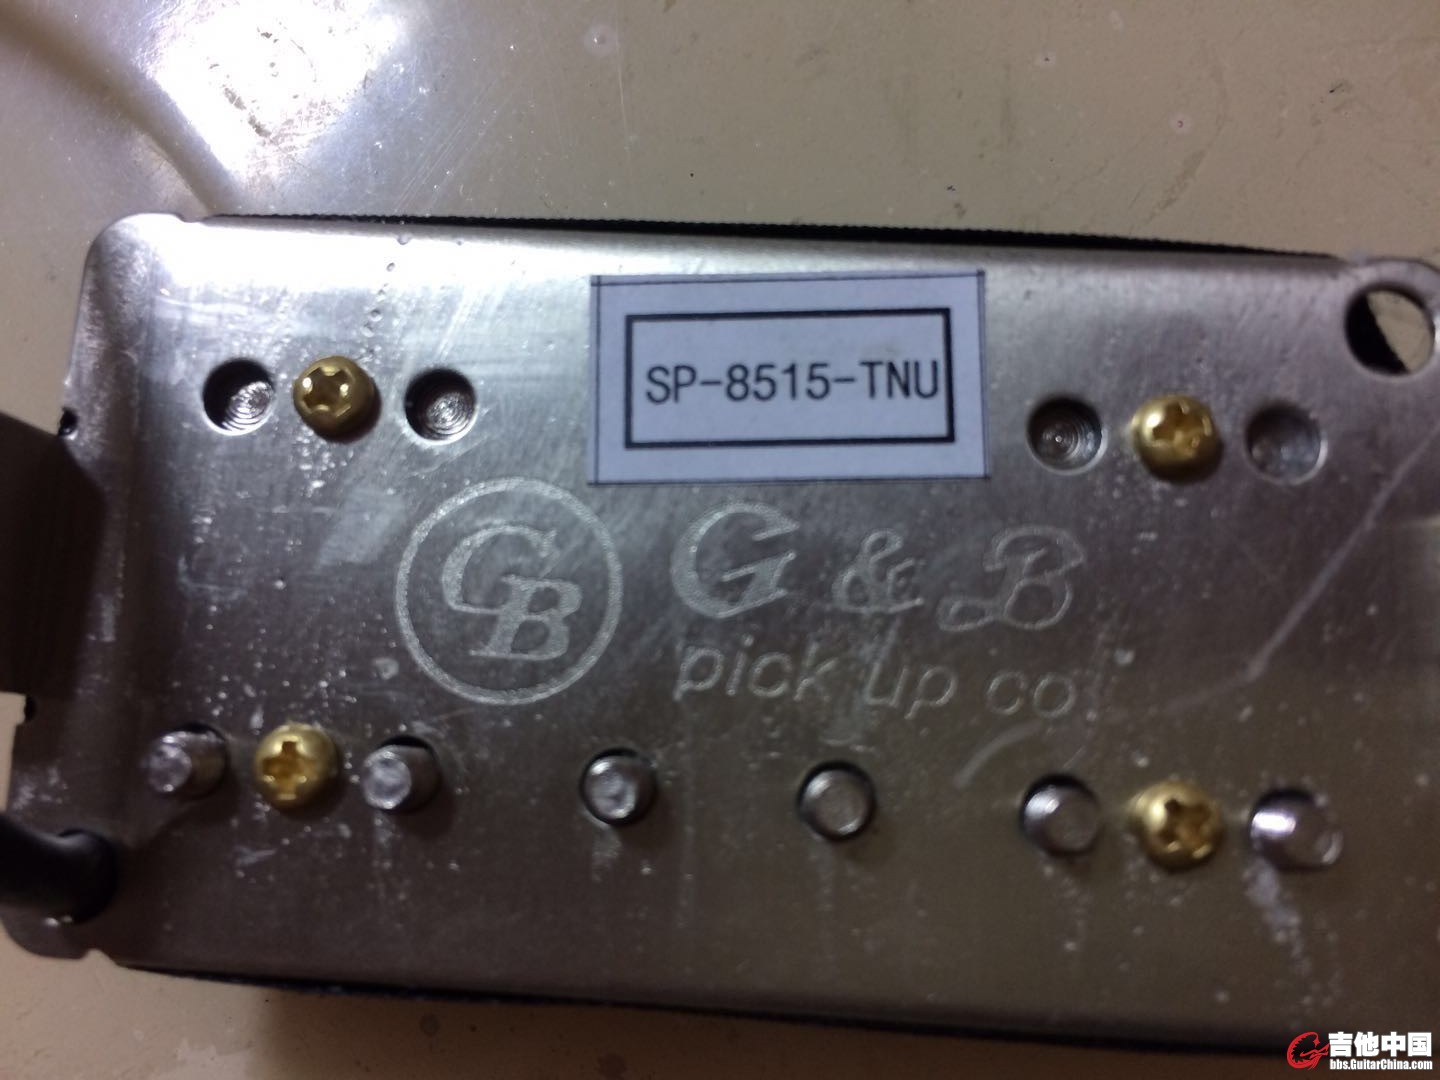 SP-8515-TNU
GB
G & B
pick up co
吉他中国
bbs.GuitarChina.com